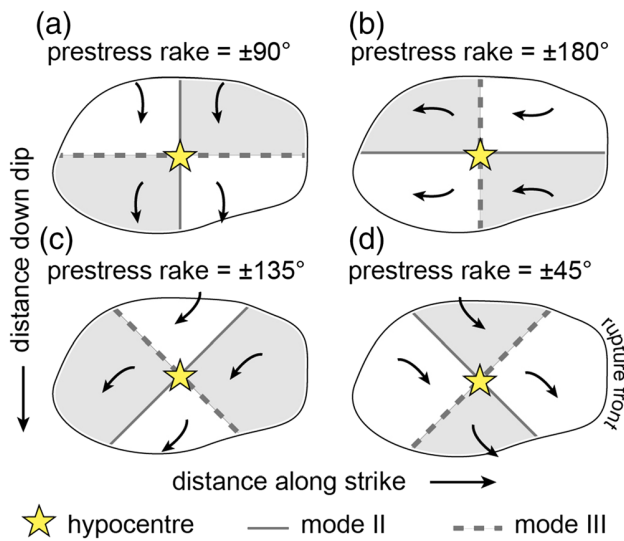 (a)
prestress rake = ±90°
(b)
prestress rake = ±180°
(c)
prestress rake = ±135°
(d)
prestress rake = ±45°
distance down dip
rupture front
distance along strike
hypocentre
mode II
mode III